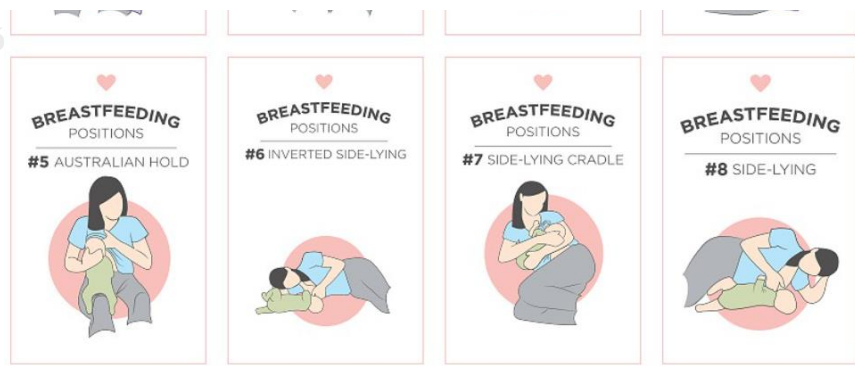 BREASTFEEDING
POSITIONS
#5 AUSTRALIAN HOLD
BREASTFEEDING
POSITIONS
#6 INVERTED SIDE-LYING
BREASTFEEDING
POSITIONS
#7 SIDE-LYING CRADLE
BREASTFEEDING
POSITIONS
#8 SIDE-LYING